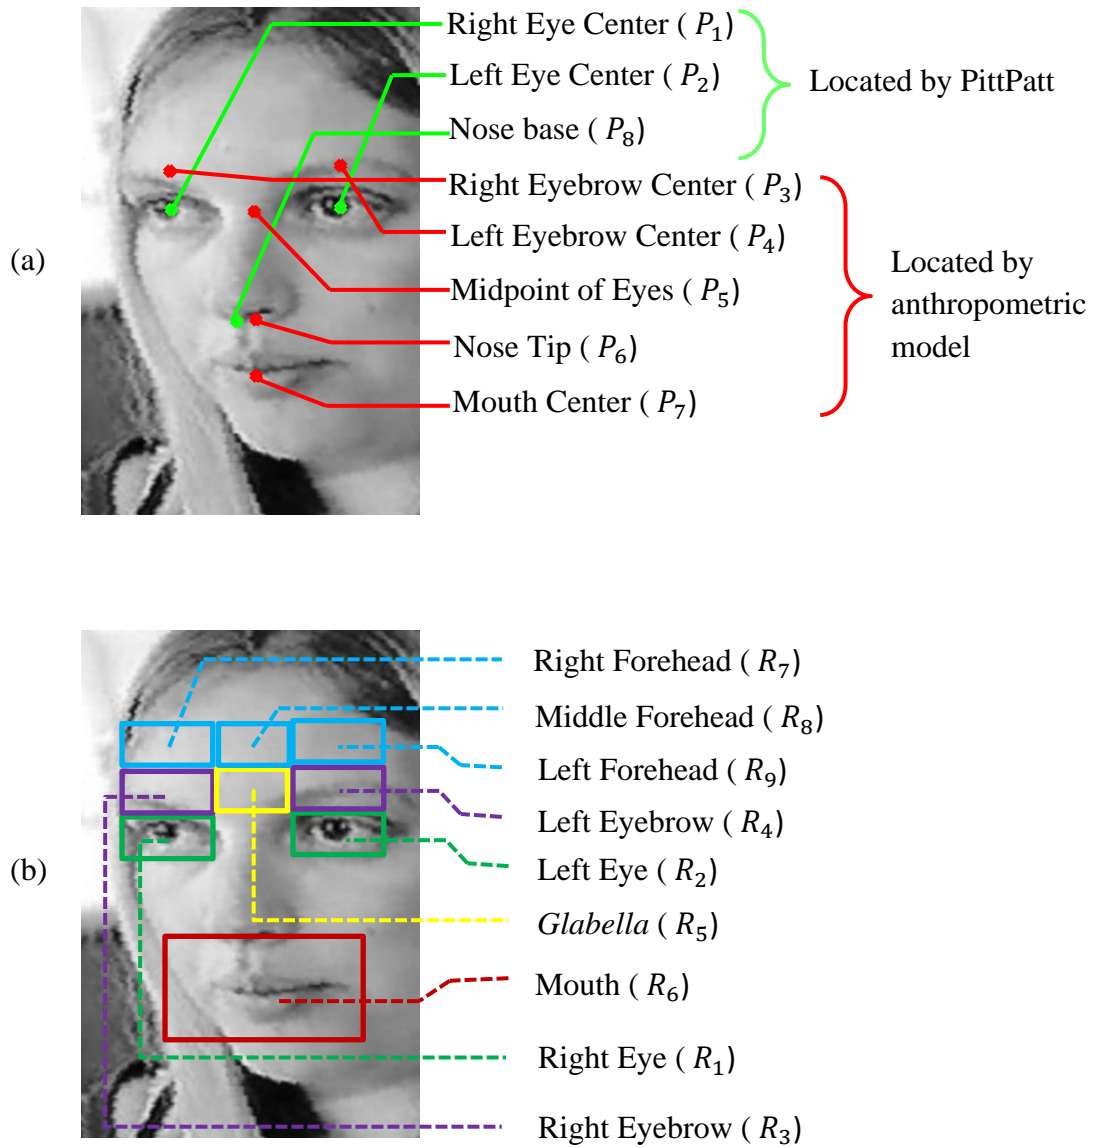 Right Eye Center ( P₁)
Left Eye Center ( P₂)
Located by PittPatt
Nose base ( P₈)
Right Eyebrow Center ( P₃)
Left Eyebrow Center ( P₄)
(a)
Midpoint of Eyes ( P₅)
Located by
anthropometric
model
Nose Tip ( P₆)
Mouth Center ( P₇)
Right Forehead ( R₇)
Middle Forehead ( R₈)
Left Forehead ( R₉)
Left Eyebrow ( R₄)
(b)
Left Eye ( R₂)
Glabella ( R₅)
Mouth ( R₆)
Right Eye ( R₁)
Right Eyebrow ( R₃)